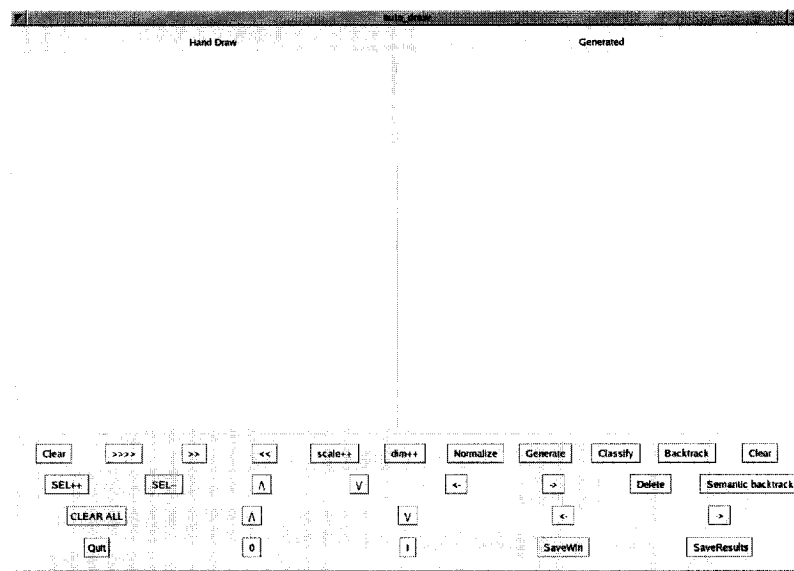 auto_draw
Hand Draw Generated
Clear >>>> >> << scale++ dim++ Normalize Generate Classify Backtrack Clear
SEL++ SEL-- /\ \/ <- -> Delete Semantic backtrack
CLEAR ALL /\ \/ <- ->
Quit 0 I SaveWin SaveResults